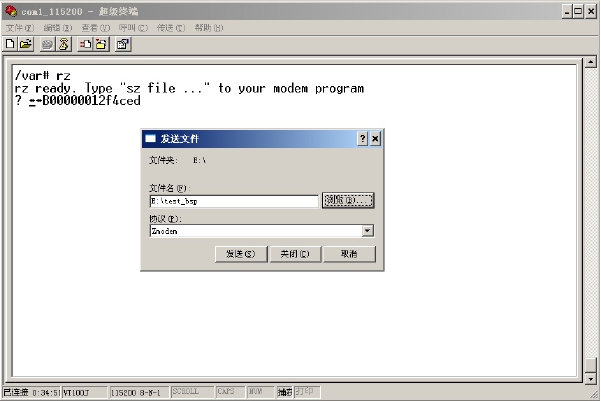 com1_115200 - 超级终端
文件(F) 编辑(E) 查看(V) 呼叫(C) 传送(T) 帮助(H)
/var# rz
rz ready. Type "sz file ..." to your modem program
? **B00000012f4ced
发送文件
文件夹: E:\
文件名(F):
E:\test_bsp
浏览(B)...
协议(P):
Zmodem
发送(S) 关闭(C) 取消
已连接 0:34:5 VT100J 115200 8-N-1 SCROLL CAPS NUM 捕 打印